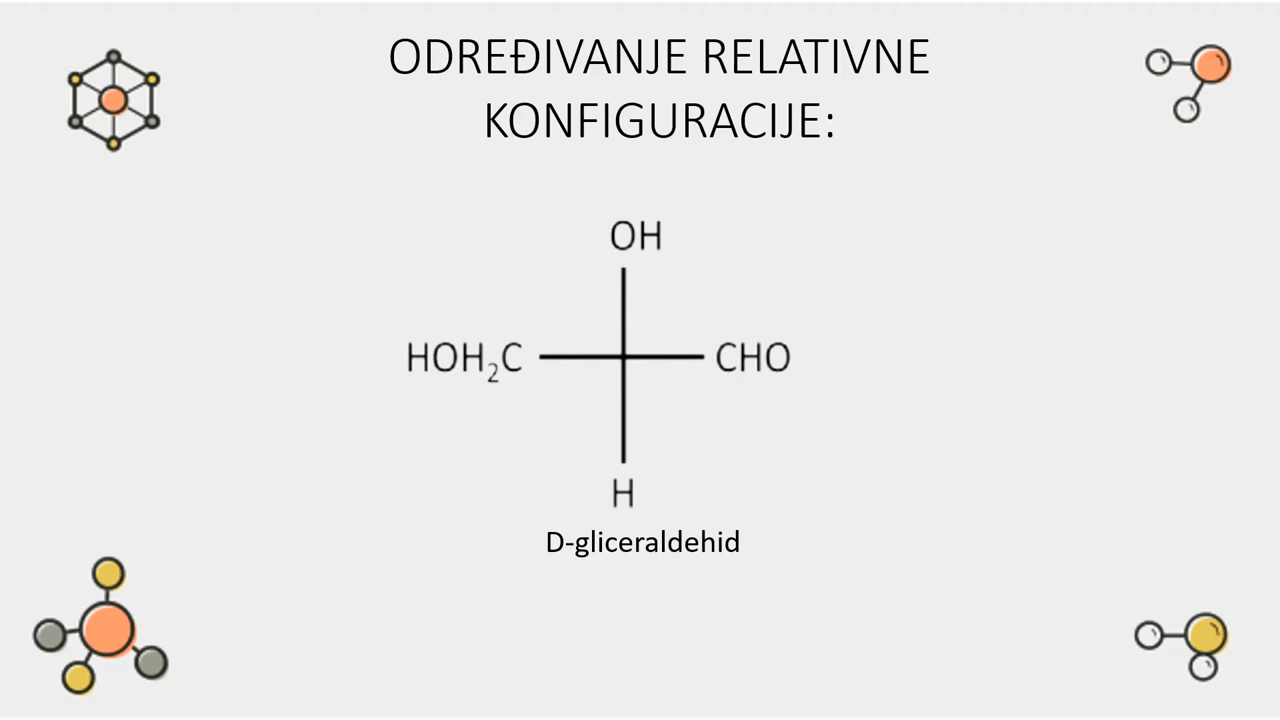 ODREĐIVANJE RELATIVNE
KONFIGURACIJE:
OH
HOH₂C CHO
H
D-gliceraldehid